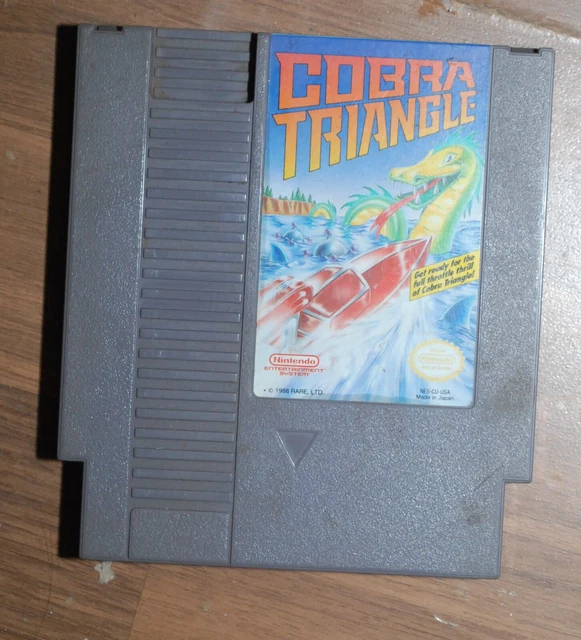 COBRA
TRIANGLE
Get ready for the
full throttle thrill
of Cobra Triangle!
Nintendo
ENTERTAINMENT
SYSTEM
• © 1988 RARE, LTD.
NES-CU-USA
Made in Japan